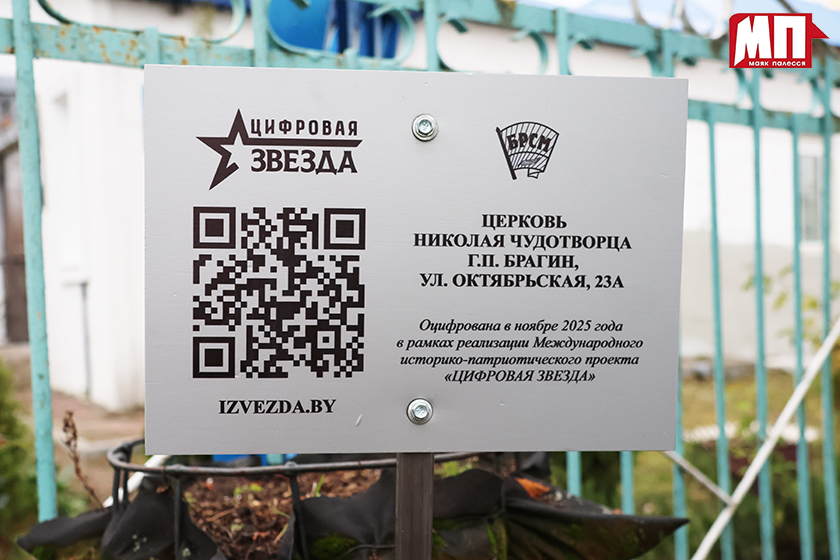 МП
МАЯК ПАЛЕССЯ
ЦИФРОВАЯ
ЗВЕЗДА
БРСМ
ЦЕРКОВЬ
НИКОЛАЯ ЧУДОТВОРЦА
Г.П. БРАГИН,
УЛ. ОКТЯБРЬСКАЯ, 23А
Оцифрована в ноябре 2025 года
в рамках реализации Международного
историко-патриотического проекта
«ЦИФРОВАЯ ЗВЕЗДА»
IZVEZDA.BY